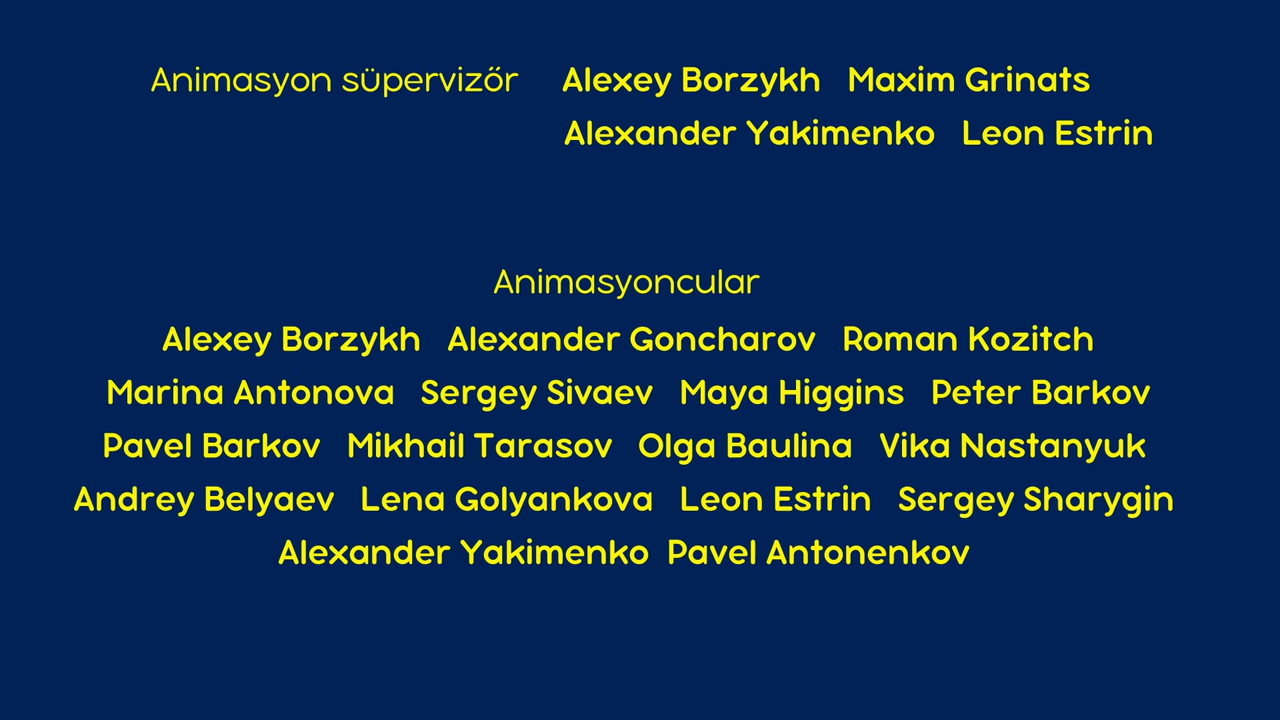 Animasyon süpervizőr Alexey Borzykh Maxim Grinats
Alexander Yakimenko Leon Estrin
Animasyoncular
Alexey Borzykh Alexander Goncharov Roman Kozitch
Marina Antonova Sergey Sivaev Maya Higgins Peter Barkov
Pavel Barkov Mikhail Tarasov Olga Baulina Vika Nastanyuk
Andrey Belyaev Lena Golyankova Leon Estrin Sergey Sharygin
Alexander Yakimenko Pavel Antonenkov